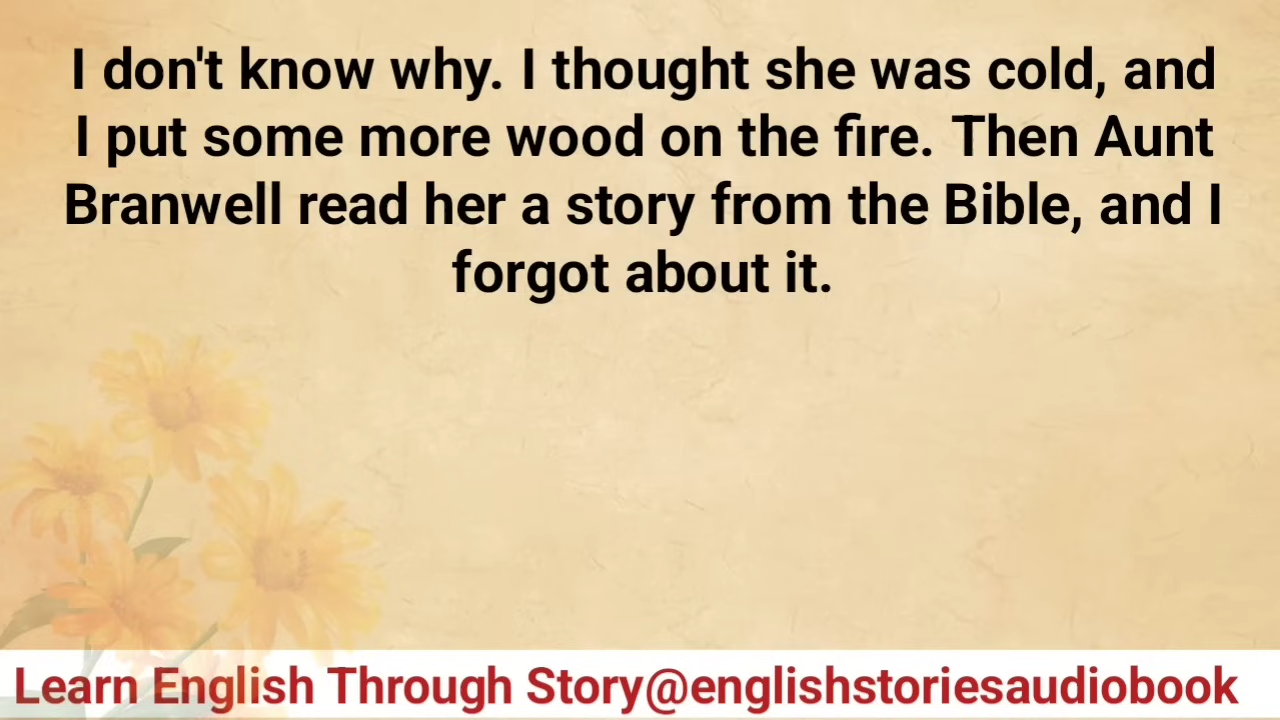 I don't know why. I thought she was cold, and
I put some more wood on the fire. Then Aunt
Branwell read her a story from the Bible, and I
forgot about it.
Learn English Through Story@englishstoriesaudiobook